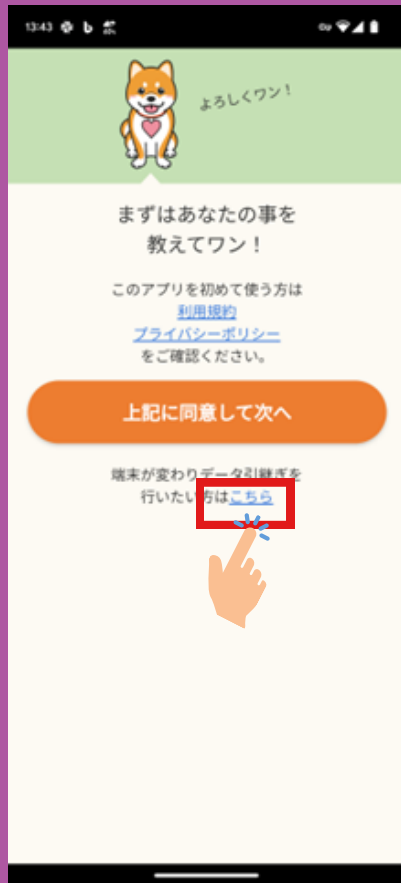 13:43
よろしくワン！
まずはあなたの事を
教えてワン！
このアプリを初めて使う方は
利用規約
プライバシーポリシー
をご確認ください。
上記に同意して次へ
端末が変わりデータ引継ぎを
行いたい方はこちら